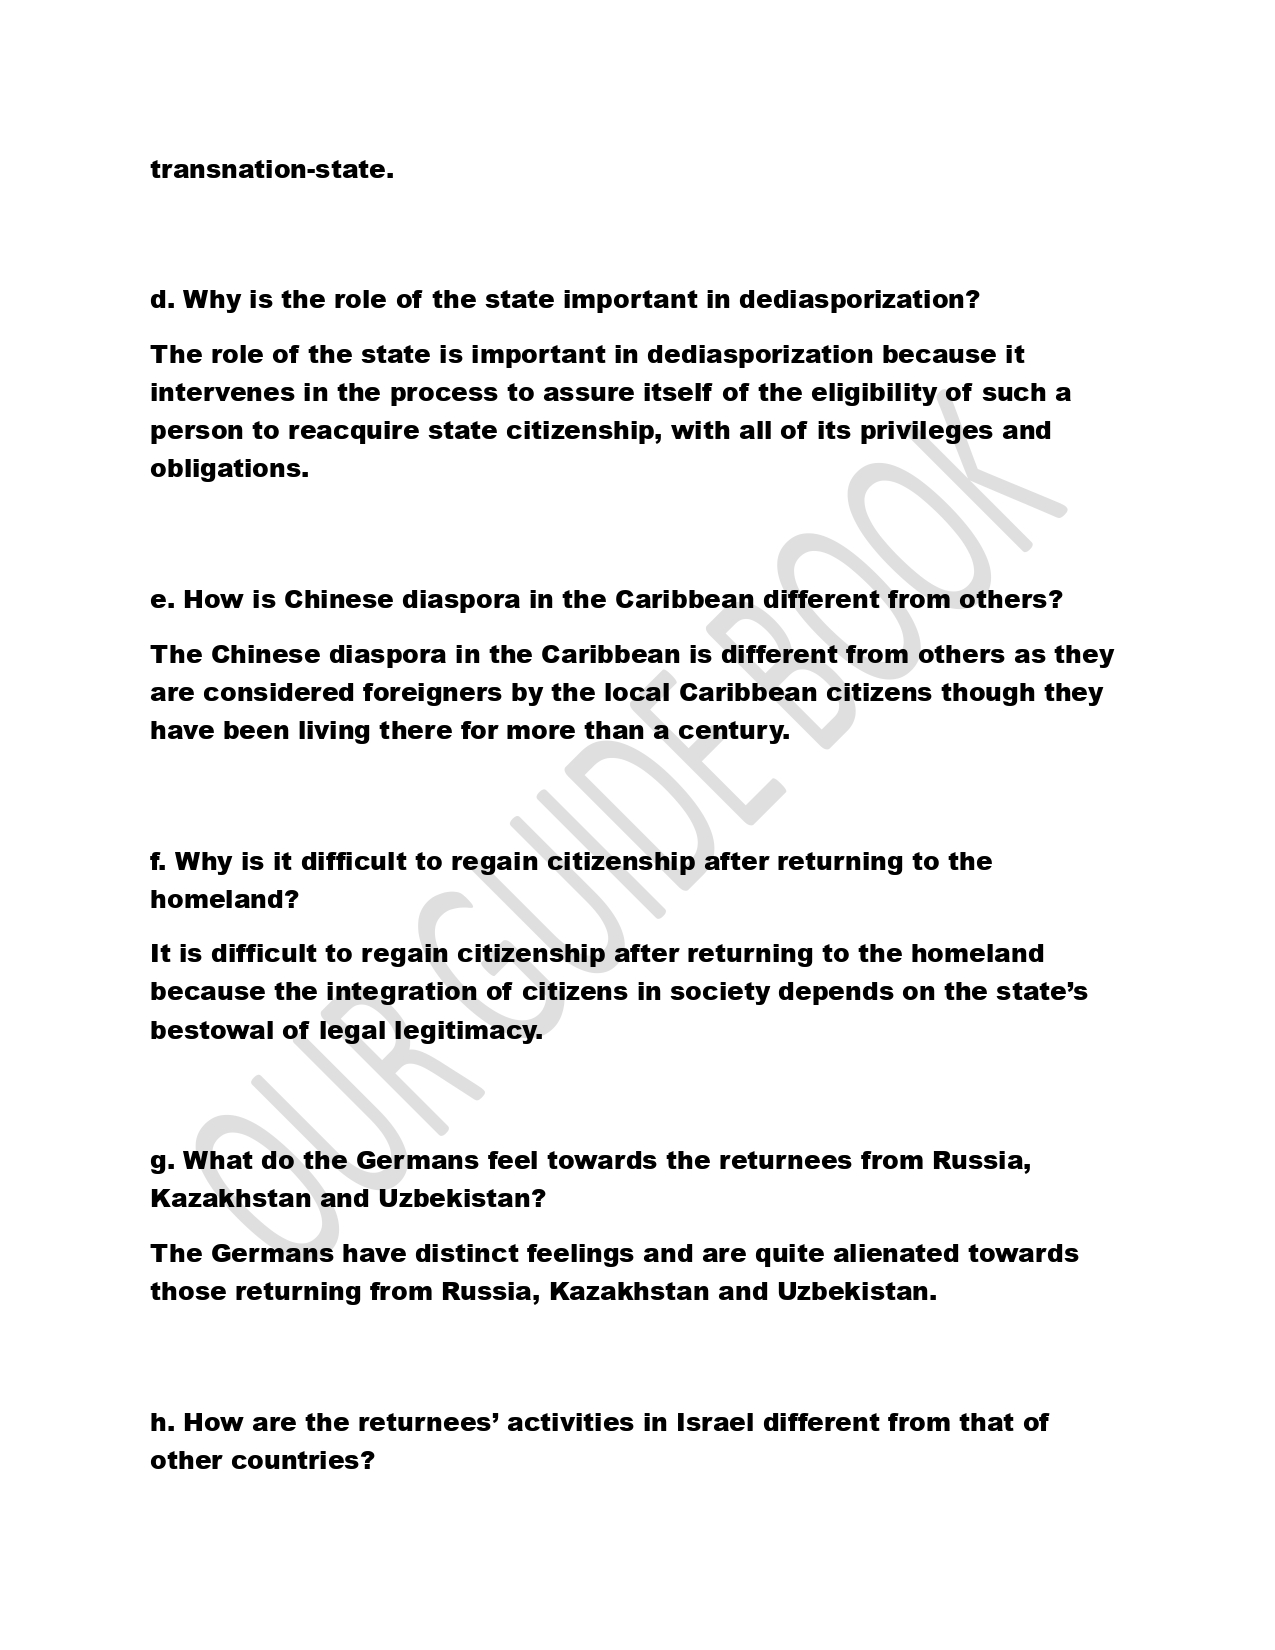 transnation-state.
d. Why is the role of the state important in dediasporization?
The role of the state is important in dediasporization because it
intervenes in the process to assure itself of the eligibility of such a
person to reacquire state citizenship, with all of its privileges and
obligations.
e. How is Chinese diaspora in the Caribbean different from others?
The Chinese diaspora in the Caribbean is different from others as they
are considered foreigners by the local Caribbean citizens though they
have been living there for more than a century.
f. Why is it difficult to regain citizenship after returning to the
homeland?
It is difficult to regain citizenship after returning to the homeland
because the integration of citizens in society depends on the state’s
bestowal of legal legitimacy.
g. What do the Germans feel towards the returnees from Russia,
Kazakhstan and Uzbekistan?
The Germans have distinct feelings and are quite alienated towards
those returning from Russia, Kazakhstan and Uzbekistan.
h. How are the returnees’ activities in Israel different from that of
other countries?
OUR GUIDE BOOK